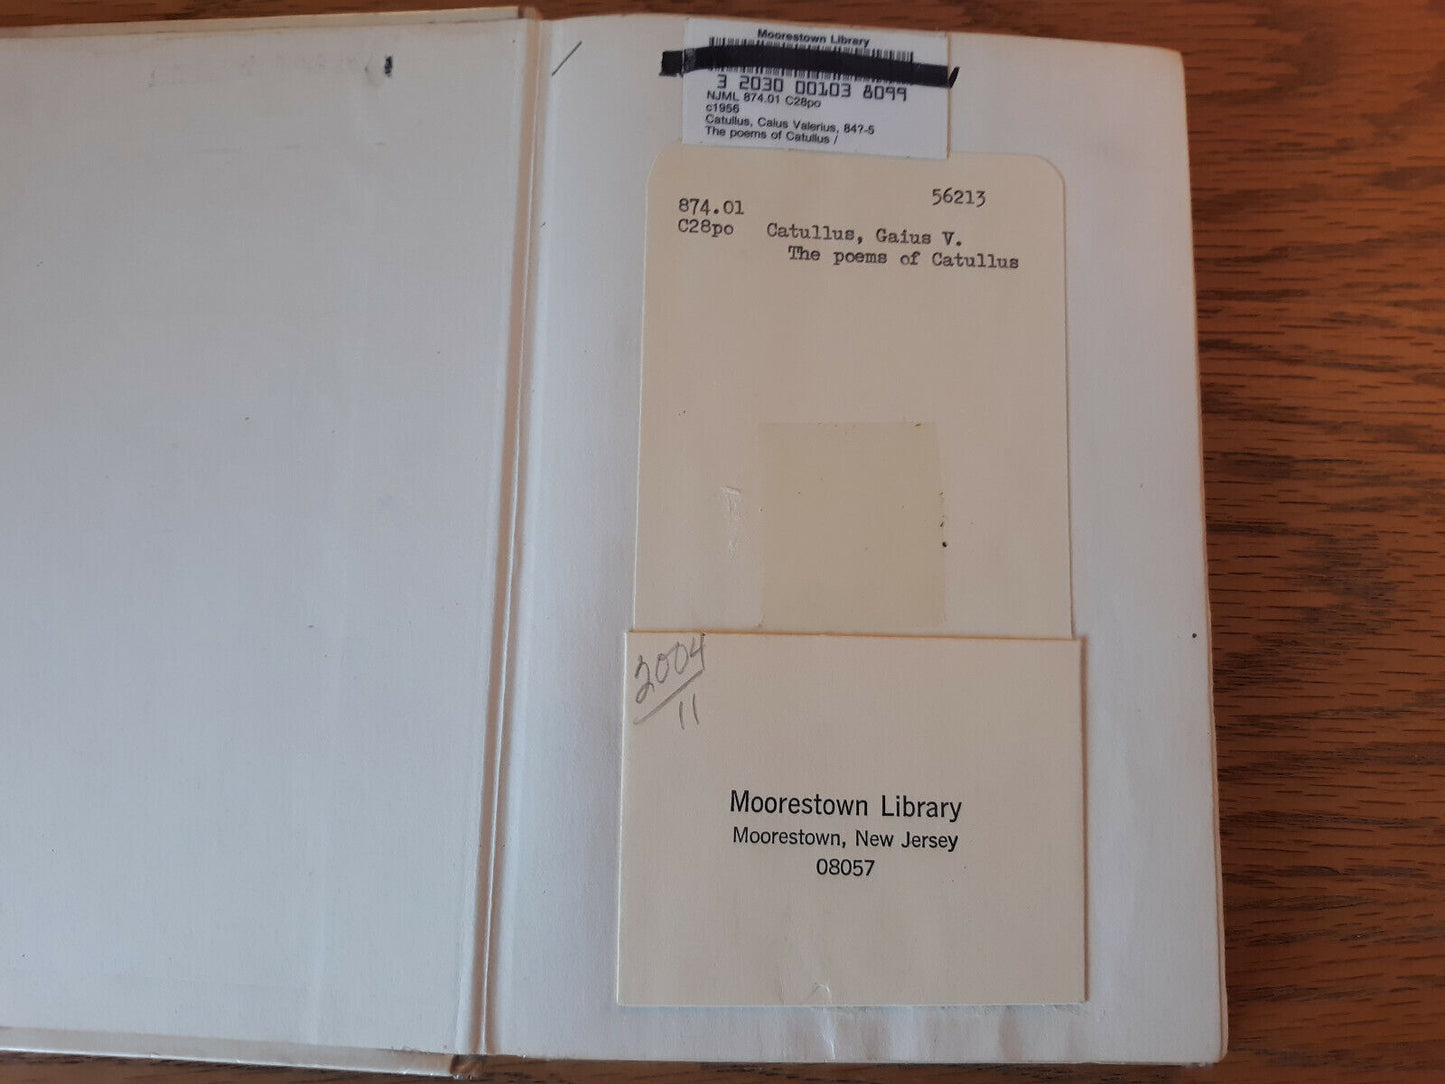 Moorestown Library
3 2030 00103 8099
NJML 874.01 C28po
c1956
Catullus, Caius Valerius, 84?-5
The poems of Catullus /
56213
874.01
C28po Catullus, Gaius V.
The poems of Catullus
2004
11
Moorestown Library
Moorestown, New Jersey
08057